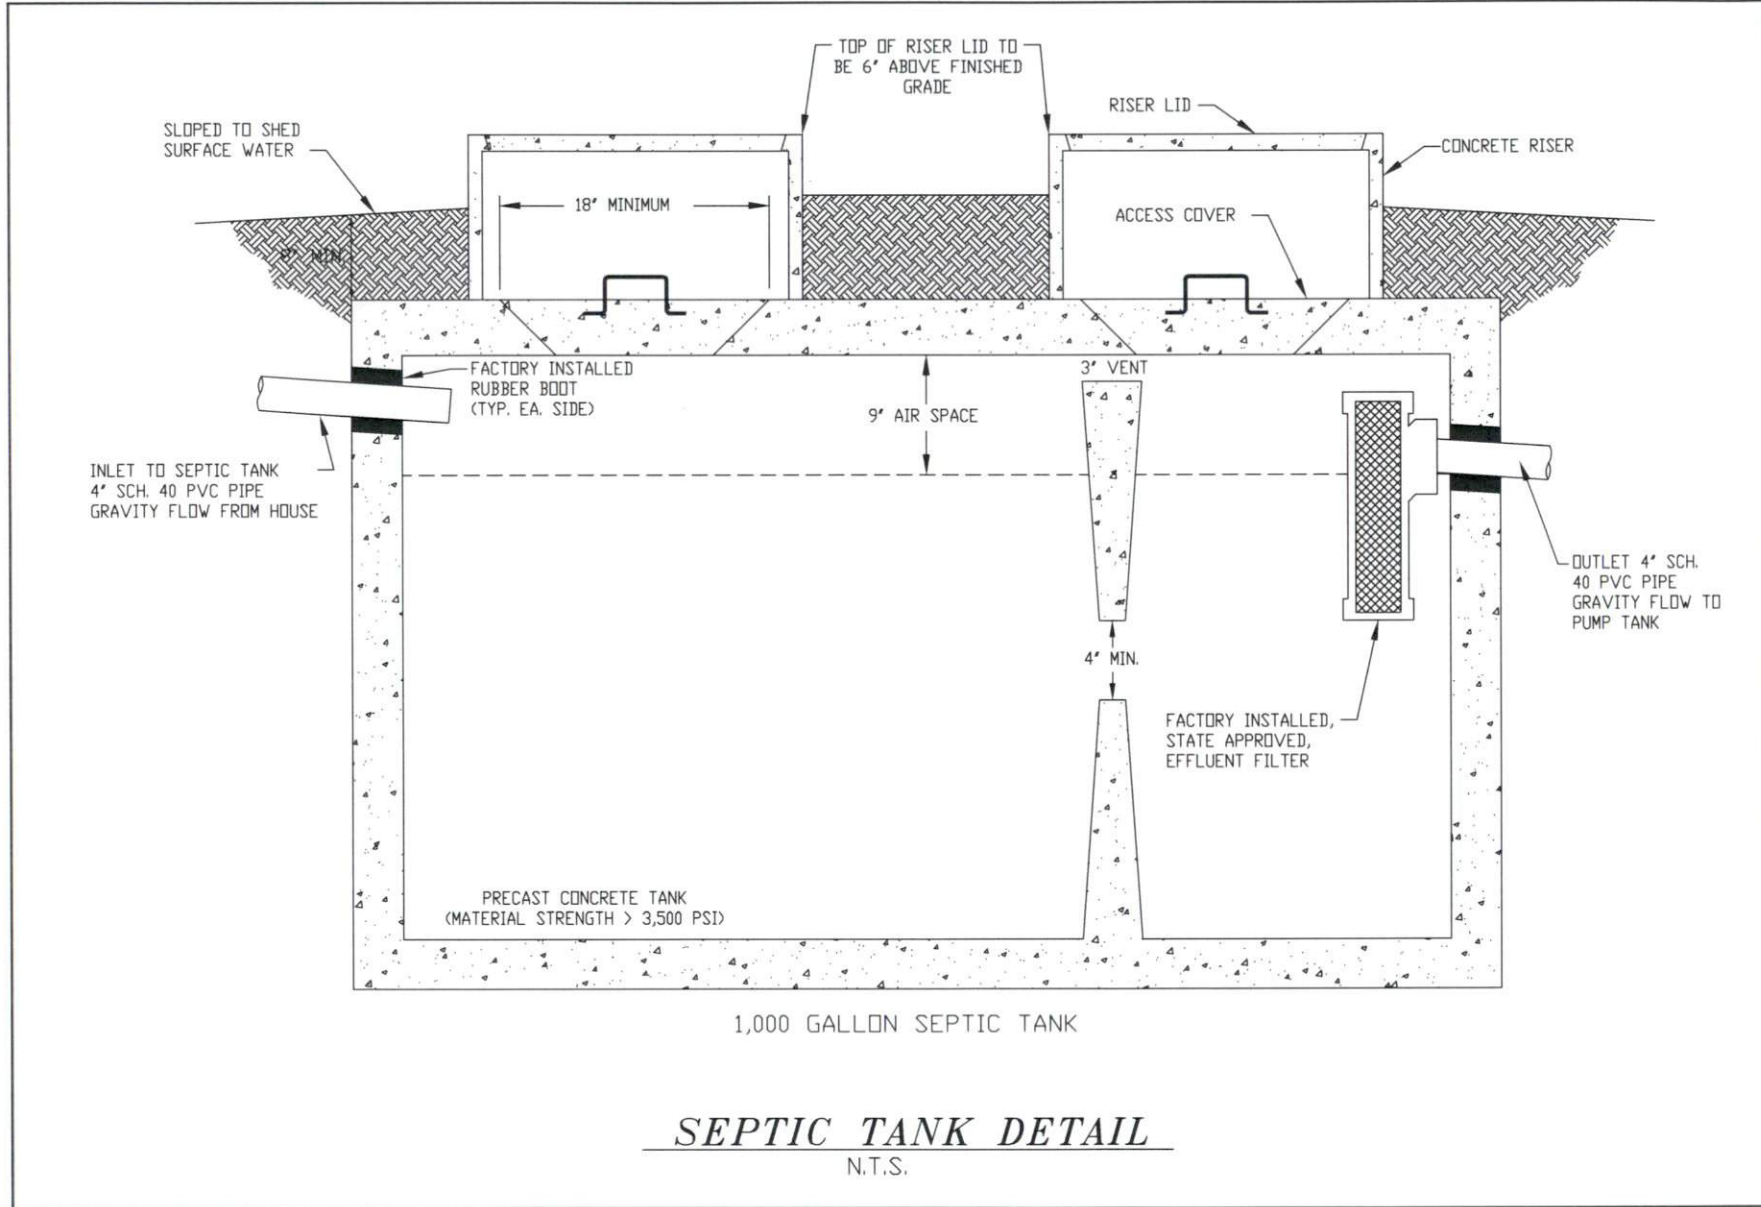 TOP OF RISER LID TO
BE 6" ABOVE FINISHED
GRADE
RISER LID
SLOPED TO SHED
SURFACE WATER
CONCRETE RISER
18" MINIMUM
ACCESS COVER
MIN.
FACTORY INSTALLED
RUBBER BOOT
(TYP. EA. SIDE)
3" VENT
9" AIR SPACE
INLET TO SEPTIC TANK
4" SCH. 40 PVC PIPE
GRAVITY FLOW FROM HOUSE
OUTLET 4" SCH.
40 PVC PIPE
GRAVITY FLOW TO
PUMP TANK
4" MIN.
FACTORY INSTALLED,
STATE APPROVED,
EFFLUENT FILTER
PRECAST CONCRETE TANK
(MATERIAL STRENGTH > 3,500 PSI)
1,000 GALLON SEPTIC TANK
SEPTIC TANK DETAIL
N.T.S.